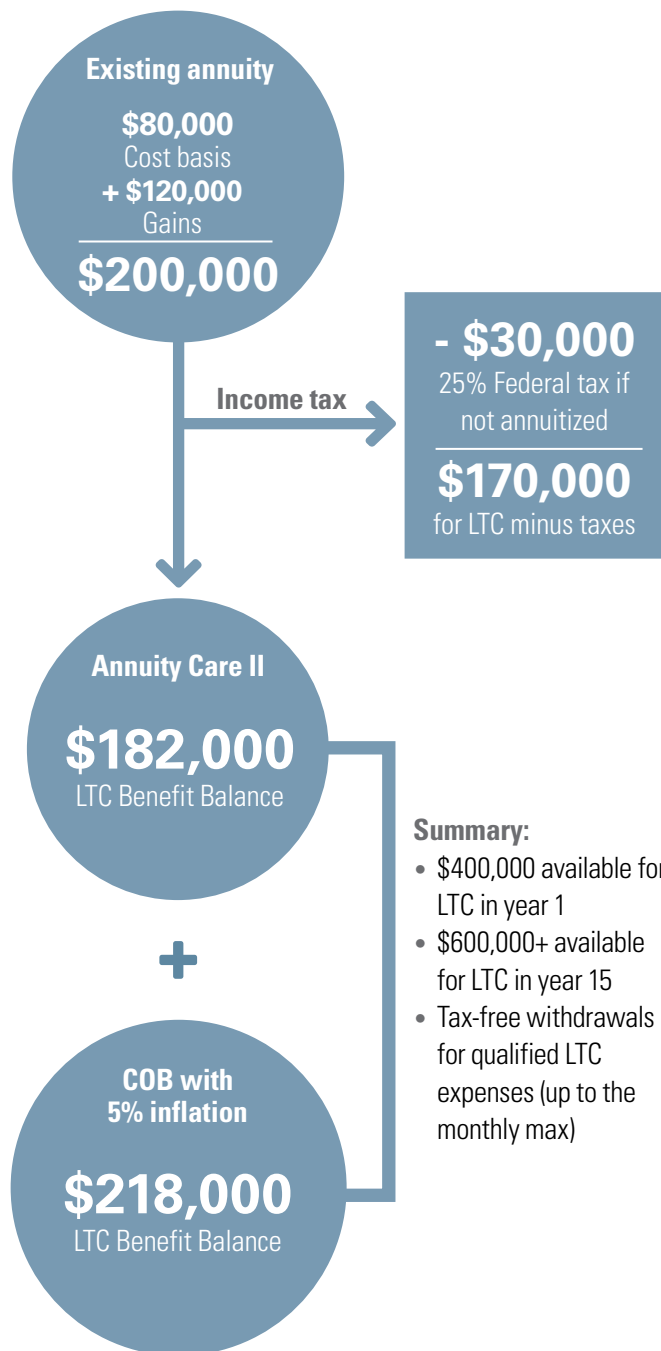 Existing annuity
$80,000
Cost basis
+ $120,000
Gains
$200,000
Income tax
- $30,000
25% Federal tax if
not annuitized
$170,000
for LTC minus taxes
Annuity Care II
$182,000
LTC Benefit Balance
+
COB with
5% inflation
$218,000
LTC Benefit Balance
Summary:
• $400,000 available for
LTC in year 1
• $600,000+ available
for LTC in year 15
• Tax-free withdrawals
for qualified LTC
expenses (up to the
monthly max)